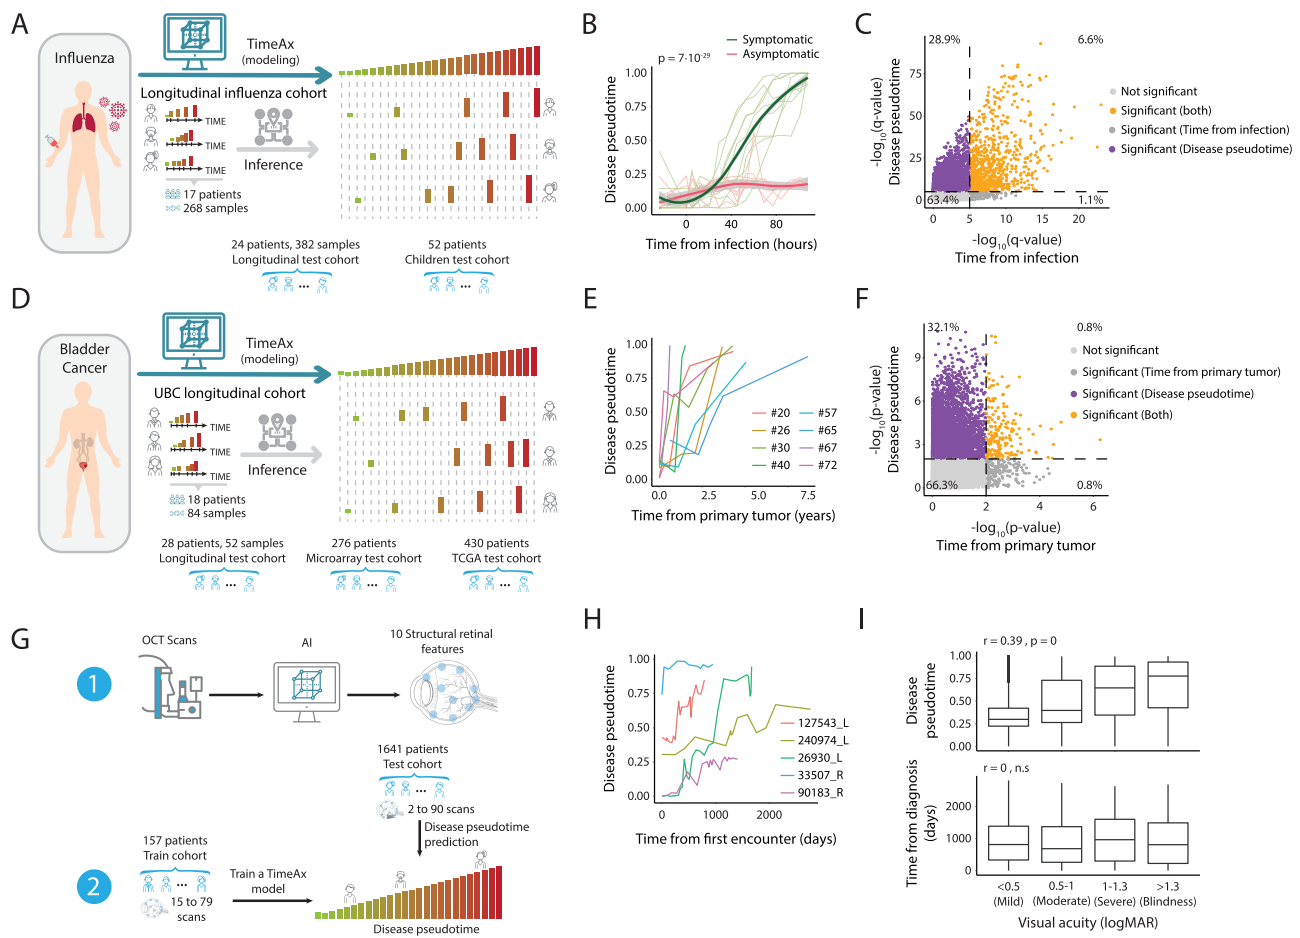 A
Influenza
TimeAx
(modeling)
Longitudinal influenza cohort
TIME
TIME
TIME
Inference
17 patients
268 samples
24 patients, 382 samples
Longitudinal test cohort
...
52 patients
Children test cohort
...
B
Symptomatic
Asymptomatic
p = 7·10-29
Disease pseudotime
1.00
0.75
0.50
0.25
0.00
0 40 80
Time from infection (hours)
C
28.9% 6.6%
-log10(q-value)
Disease pseudotime
75
50
25
0
63.4% 1.1%
0 5 10 15 20
-log10(q-value)
Time from infection
Not significant
Significant (both)
Significant (Time from infection)
Significant (Disease pseudotime)
D
Bladder
Cancer
TimeAx
(modeling)
UBC longitudinal cohort
TIME
TIME
TIME
Inference
18 patients
84 samples
28 patients, 52 samples
Longitudinal test cohort
...
276 patients
Microarray test cohort
...
430 patients
TCGA test cohort
...
E
Disease pseudotime
1.00
0.75
0.50
0.25
0.00
#20 #57
#26 #65
#30 #67
#40 #72
0.0 2.5 5.0 7.5
Time from primary tumor (years)
F
32.1% 0.8%
-log10(p-value)
Disease pseudotime
9
6
3
0
66.3% 0.8%
0 2 4 6
-log10(p-value)
Time from primary tumor
Not significant
Significant (Time from primary tumor)
Significant (Disease pseudotime)
Significant (Both)
G
1
OCT Scans
AI
10 Structural retinal
features
1641 patients
Test cohort
...
2 to 90 scans
Disease pseudotime
prediction
2
157 patients
Train cohort
...
15 to 79
scans
Train a TimeAx
model
Disease pseudotime
H
Disease pseudotime
1.00
0.75
0.50
0.25
0.00
127543_L
240974_L
26930_L
33507_R
90183_R
0 1000 2000
Time from first encounter (days)
I
r = 0.39 , p = 0
Disease
pseudotime
1.00
0.75
0.50
0.25
0.00
r = 0 , n.s
Time from diagnosis
(days)
2000
1000
0
<0.5 0.5-1 1-1.3 >1.3
(Mild) (Moderate) (Severe) (Blindness)
Visual acuity (logMAR)